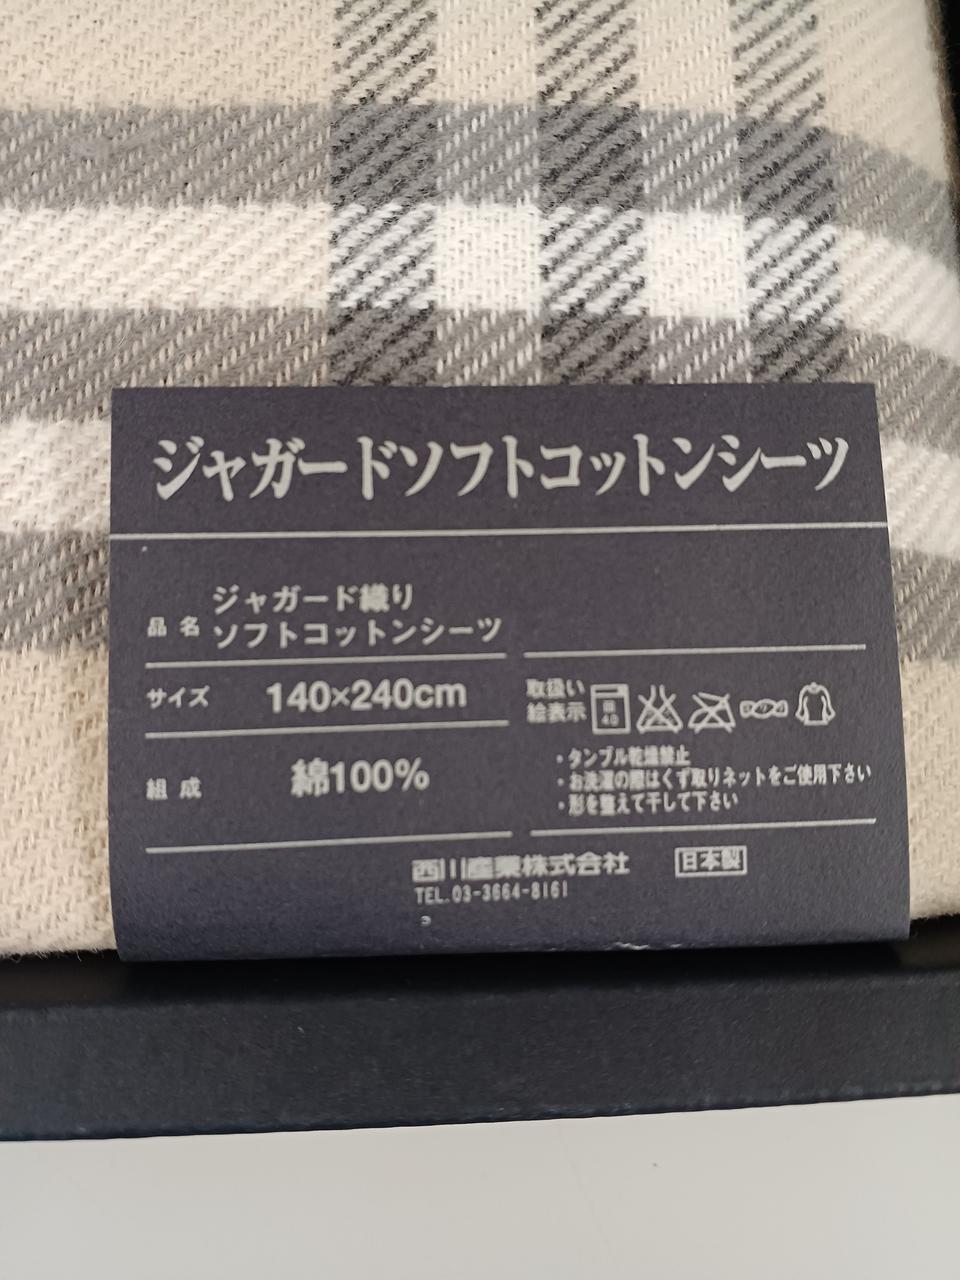 ジャガードソフトコットンシーツ
品名 ジャガード織り
ソフトコットンシーツ
サイズ 140×240cm
組成 綿100%
取扱い
絵表示
40
・タンブル乾燥禁止
・お洗濯の際はくず取りネットをご使用下さい
・形を整えて干して下さい
西川産業株式会社 日本製
TEL.03-3664-8161